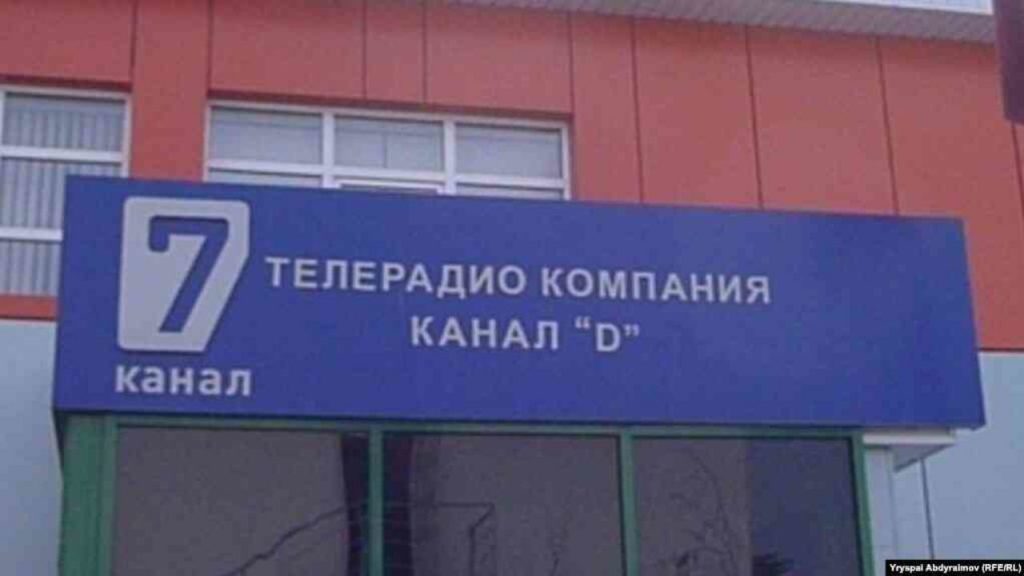 7
канал
ТЕЛЕРАДИО КОМПАНИЯ
КАНАЛ “D”
Yryspai Abdyraimov (RFE/RL)